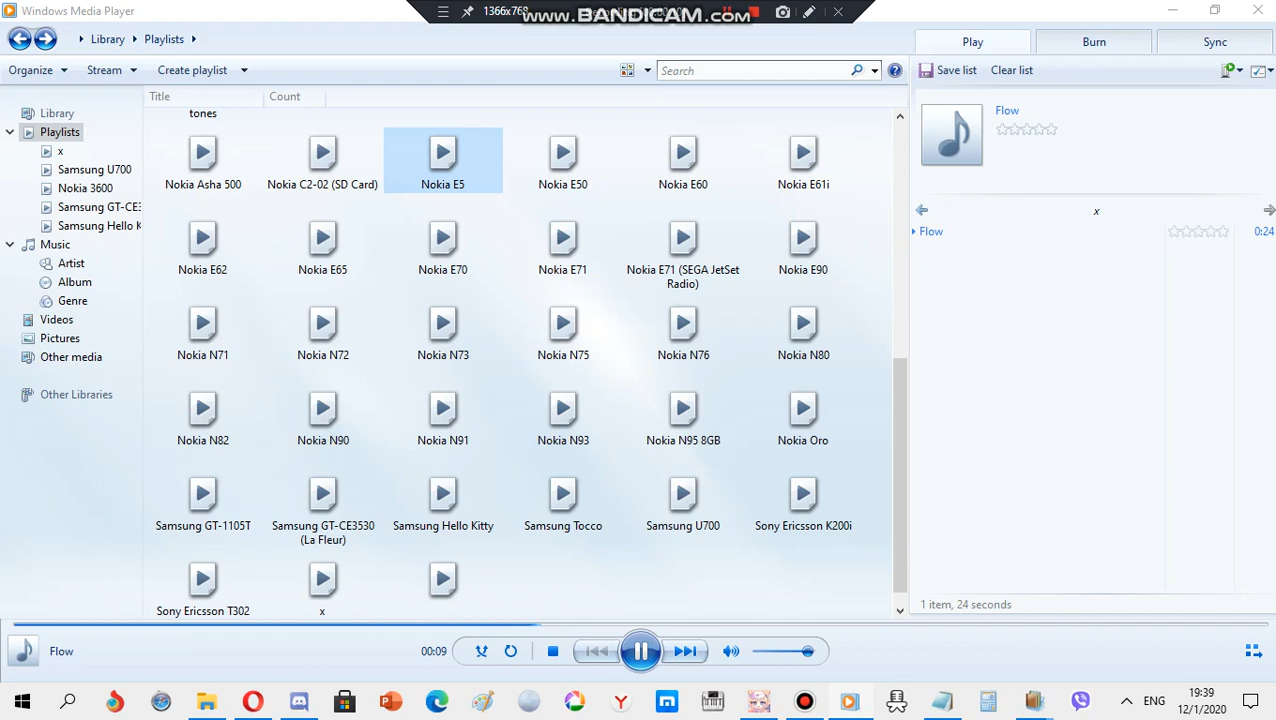 Windows Media Player
1366x768
www.BANDICAM.com
Library
Playlists
Play
Burn
Sync
Organize
Stream
Create playlist
Search
Save list
Clear list
Title
Count
Library
Playlists
x
Samsung U700
Nokia 3600
Samsung GT-CE3
Samsung Hello K
Music
Artist
Album
Genre
Videos
Pictures
Other media
Other Libraries
tones
Nokia Asha 500
Nokia C2-02 (SD Card)
Nokia E5
Nokia E50
Nokia E60
Nokia E61i
Nokia E62
Nokia E65
Nokia E70
Nokia E71
Nokia E71 (SEGA JetSet
Radio)
Nokia E90
Nokia N71
Nokia N72
Nokia N73
Nokia N75
Nokia N76
Nokia N80
Nokia N82
Nokia N90
Nokia N91
Nokia N93
Nokia N95 8GB
Nokia Oro
Samsung GT-1105T
Samsung GT-CE3530
(La Fleur)
Samsung Hello Kitty
Samsung Tocco
Samsung U700
Sony Ericsson K200i
Sony Ericsson T302
x
Flow
x
Flow
0:24
1 item, 24 seconds
Flow
00:09
ENG
19:39
12/1/2020